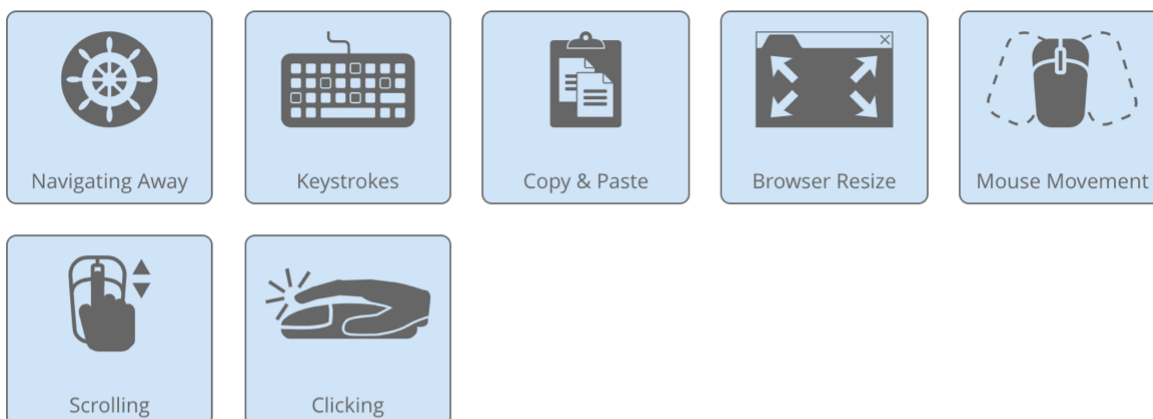 Navigating Away
Keystrokes
Copy & Paste
Browser Resize
Mouse Movement
Scrolling
Clicking